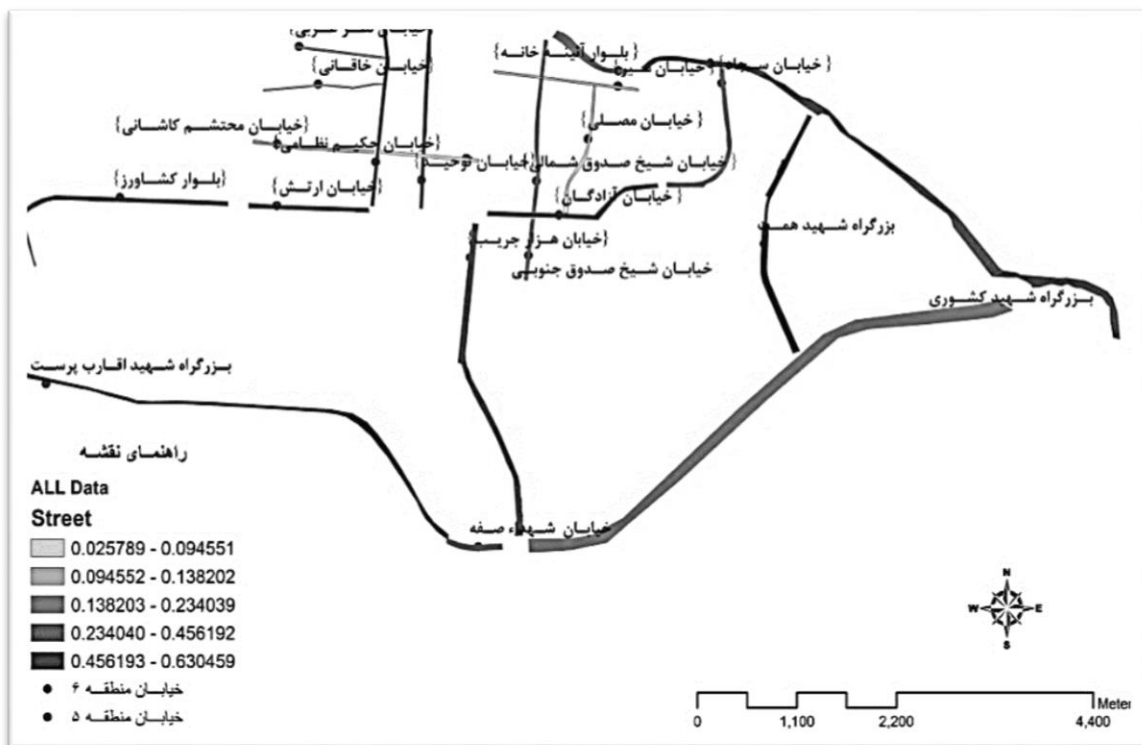 {بلوار آئینه خانه}
{خیابان سجاد}
{خیابان خاقانی}
{خیابان مصلی}
{خیابان محتشم کاشانی}
{خیابان حکیم نظامی}
{خیابان توحید}
{خیابان شیخ صدوق شمالی}
{بلوار کشاورز}
{خیابان ارتش}
{خیابان آزادگان}
بزرگراه شهید همت
{خیابان هزار جریب}
خیابان شیخ صدوق جنوبی
بزرگراه شهید کشوری
بزرگراه شهید اقارب پرست
راهنمای نقشه
ALL Data
Street
0.025789 - 0.094551
0.094552 - 0.138202
0.138203 - 0.234039
0.234040 - 0.456192
0.456193 - 0.630459
خیابان منطقه ۶
خیابان منطقه ۵
خیابان شهداء صفه
N
W E
S
Meter
0 1,100 2,200 4,400